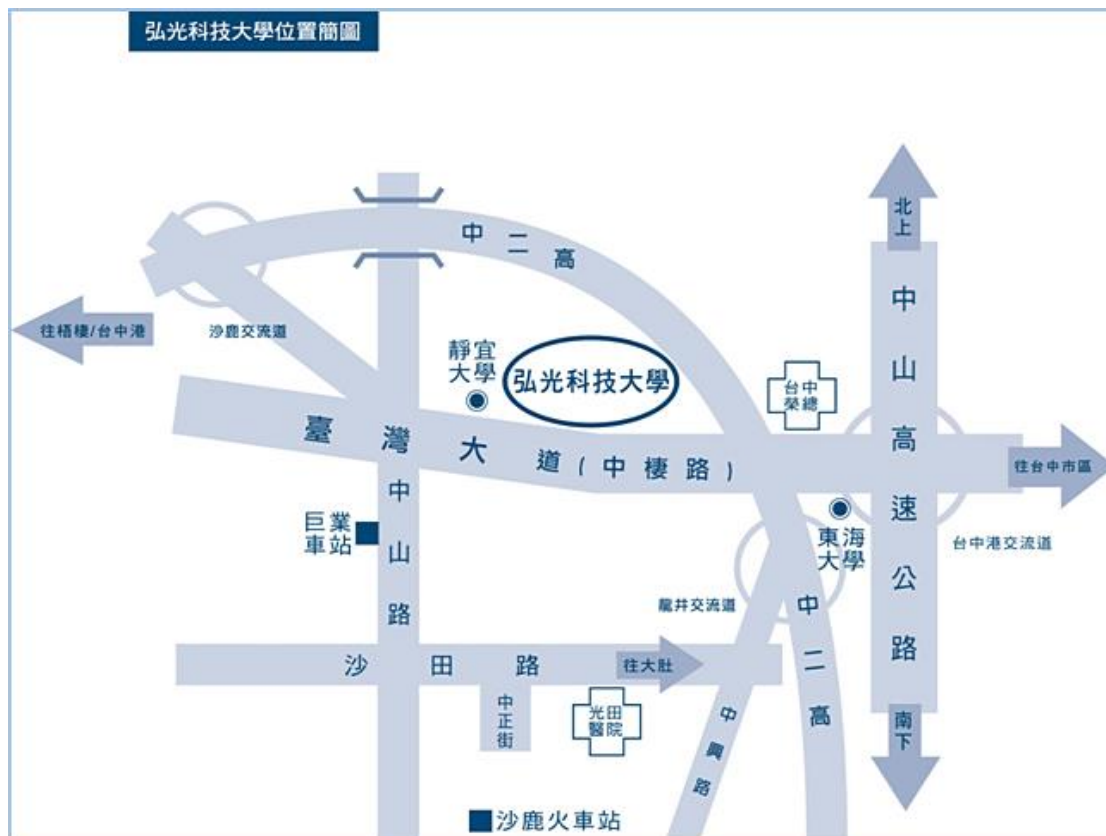 弘光科技大學位置簡圖
北上
中二高
中山高速公路
往梧棲/台中港
沙鹿交流道
靜宜
大學
弘光科技大學
台中
榮總
臺灣大道(中棲路)
往台中市區
中山路
巨業
車站
東海
大學
台中港交流道
龍井交流道
中二高
沙田路
往大肚
中正街
光田
醫院
中興路
南下
沙鹿火車站